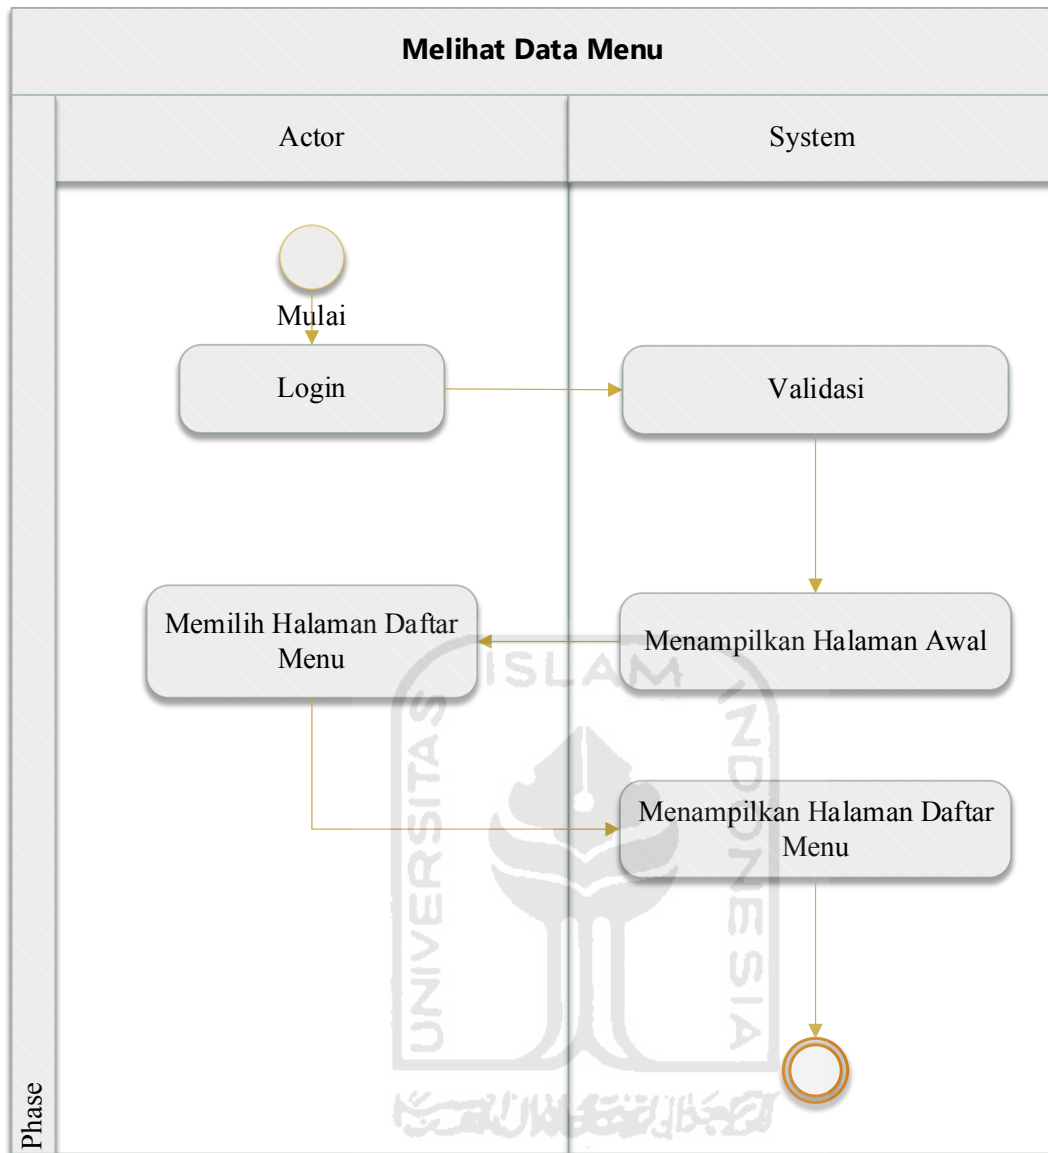 Melihat Data Menu
Actor
System
Mulai
Login
Validasi
Memilih Halaman Daftar
Menu
Menampilkan Halaman Awal
Menampilkan Halaman Daftar
Menu
Phase
UNIVERSITAS
ISLAM
INDONESIA